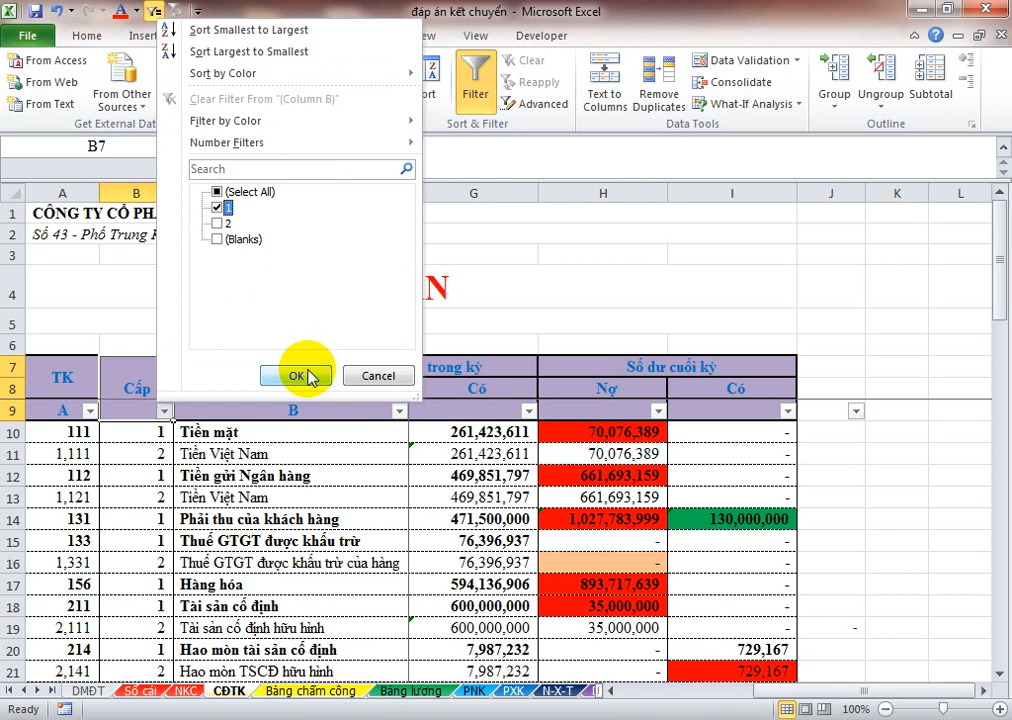 đáp án kết chuyển - Microsoft Excel
File Home Insert View Developer
From Access
From Web
From Text
From Other Sources
Get External Data
Sort Smallest to Largest
Sort Largest to Smallest
Sort by Color
Clear Filter From "(Column B)"
Filter by Color
Number Filters
Search
(Select All)
1
2
(Blanks)
OK Cancel
Filter
Clear
Reapply
Advanced
Sort & Filter
Text to Columns
Remove Duplicates
Data Validation
Consolidate
What-If Analysis
Data Tools
Group Ungroup Subtotal
Outline
B7
A B G H I J K L
1 CÔNG TY CỔ PH
2 Số 43 - Phố Trung
3
4 N
5
6
7 TK Cấp trong kỳ Số dư cuối kỳ
8 Có Nợ Có
9 A B
10 111 1 Tiền mặt 261,423,611 70,076,389 -
11 1,111 2 Tiền Việt Nam 261,423,611 70,076,389 -
12 112 1 Tiền gửi Ngân hàng 469,851,797 661,693,159 -
13 1,121 2 Tiền Việt Nam 469,851,797 661,693,159 -
14 131 1 Phải thu của khách hàng 471,500,000 1,027,783,999 130,000,000
15 133 1 Thuế GTGT được khấu trừ 76,396,937 - -
16 1,331 2 Thuế GTGT được khấu trừ của hàng 76,396,937 - -
17 156 1 Hàng hóa 594,136,906 893,717,639 -
18 211 1 Tài sản cố định 600,000,000 35,000,000 -
19 2,111 2 Tài sản cố định hữu hình 600,000,000 35,000,000 - -
20 214 1 Hao mòn tài sản cố định 7,987,232 - 729,167
21 2,141 2 Hao mòn TSCĐ hữu hình 7,987,232 - 729,167
DMĐT Sổ cái NKC CĐTK Bảng chấm công Bảng lương PNK PXK N-X-T
Ready 100%